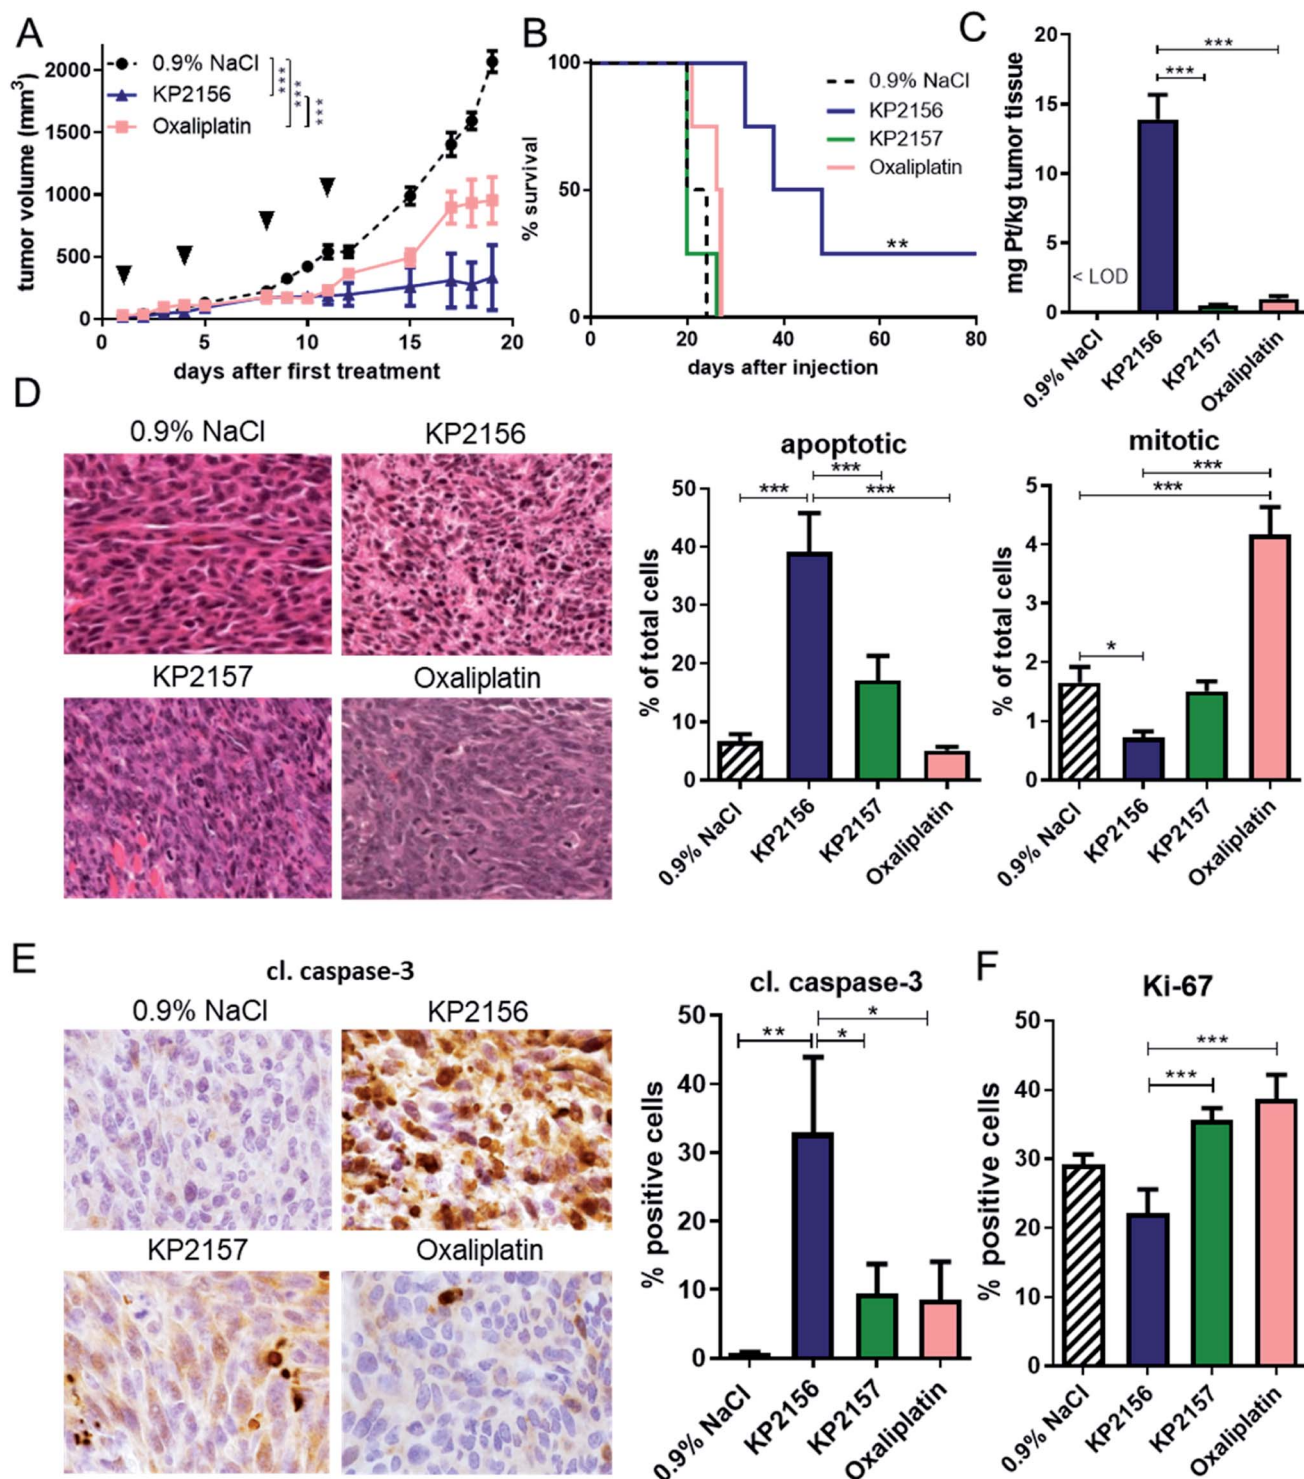 A
tumor volume (mm³)
2000
1500
1000
500
0
0
5
10
15
20
days after first treatment
0.9% NaCl
KP2156
Oxaliplatin
***
***
***
B
% survival
100
50
0
0
20
40
60
80
days after injection
0.9% NaCl
KP2156
KP2157
Oxaliplatin
**
C
mg Pt/kg tumor tissue
20
15
10
5
0
***
***
< LOD
0.9% NaCl
KP2156
KP2157
Oxaliplatin
D
0.9% NaCl
KP2156
KP2157
Oxaliplatin
apoptotic
% of total cells
50
40
30
20
10
0
***
***
***
0.9% NaCl
KP2156
KP2157
Oxaliplatin
mitotic
% of total cells
5
4
3
2
1
0
***
***
*
0.9% NaCl
KP2156
KP2157
Oxaliplatin
E
cl. caspase-3
0.9% NaCl
KP2156
KP2157
Oxaliplatin
cl. caspase-3
% positive cells
50
40
30
20
10
0
*
**
*
0.9% NaCl
KP2156
KP2157
Oxaliplatin
F
Ki-67
% positive cells
50
40
30
20
10
0
***
***
0.9% NaCl
KP2156
KP2157
Oxaliplatin